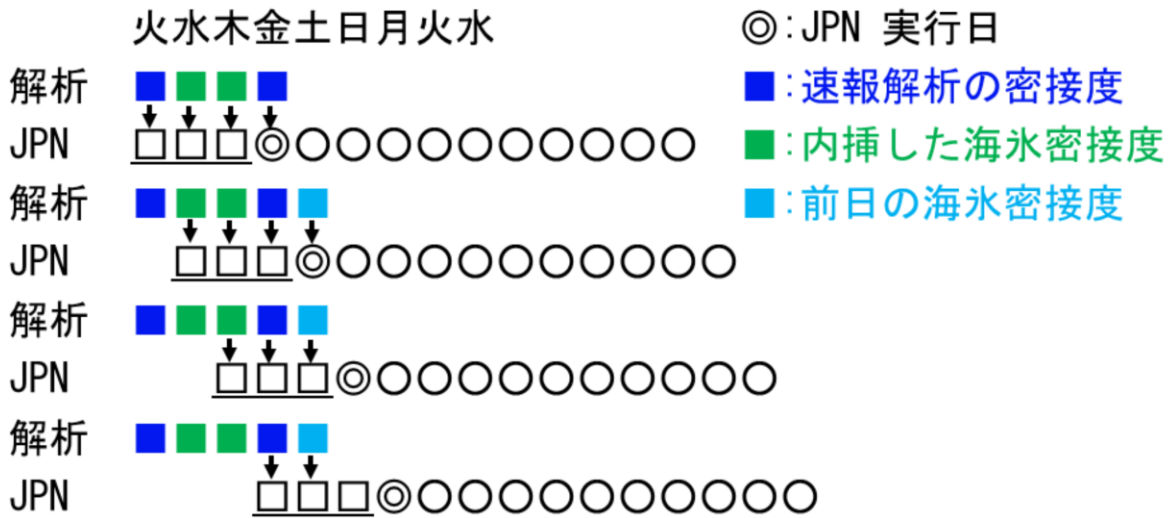 火水木金土日月火水
◎:JPN 実行日
解析
■:速報解析の密接度
JPN
■:内挿した海氷密接度
解析
■:前日の海氷密接度
JPN
解析
JPN
解析
JPN